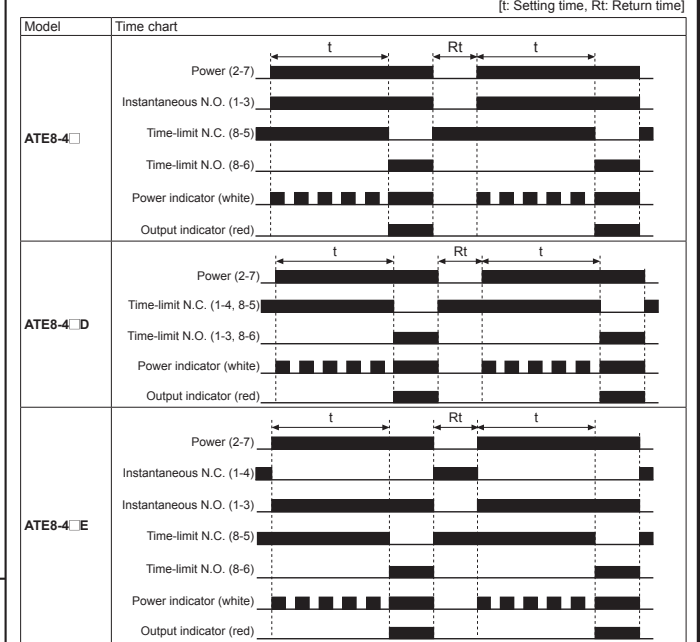 [t: Setting time, Rt: Return time]
Model Time chart
ATE8-4□
t Rt t
Power (2-7)
Instantaneous N.O. (1-3)
Time-limit N.C. (8-5)
Time-limit N.O. (8-6)
Power indicator (white)
Output indicator (red)
ATE8-4□D
t Rt t
Power (2-7)
Time-limit N.C. (1-4, 8-5)
Time-limit N.O. (1-3, 8-6)
Power indicator (white)
Output indicator (red)
ATE8-4□E
t Rt t
Power (2-7)
Instantaneous N.C. (1-4)
Instantaneous N.O. (1-3)
Time-limit N.C. (8-5)
Time-limit N.O. (8-6)
Power indicator (white)
Output indicator (red)